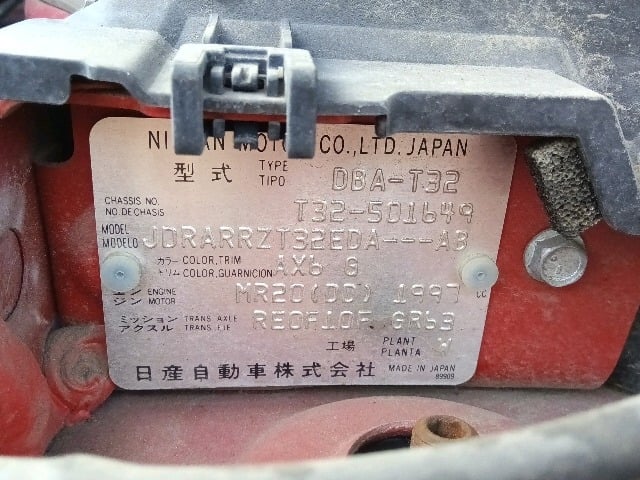 NISSAN MOTOR CO.,LTD. JAPAN
型式 TYPE TIPO DBA-T32
CHASSIS NO. NO.DE CHASIS T32-501649
MODEL MODELO JDRARRZT32EDA---AB
カラー COLOR,TRIM トリム COLOR,GUARNICION AX6 G
エンジン ENGINE MOTOR MR20(DD) 1997 cc
ミッション TRANS AXLE アクスル TRANS.EJE RE0F10F GR63
工場 PLANT PLANTA W
日産自動車株式会社 MADE IN JAPAN
89909